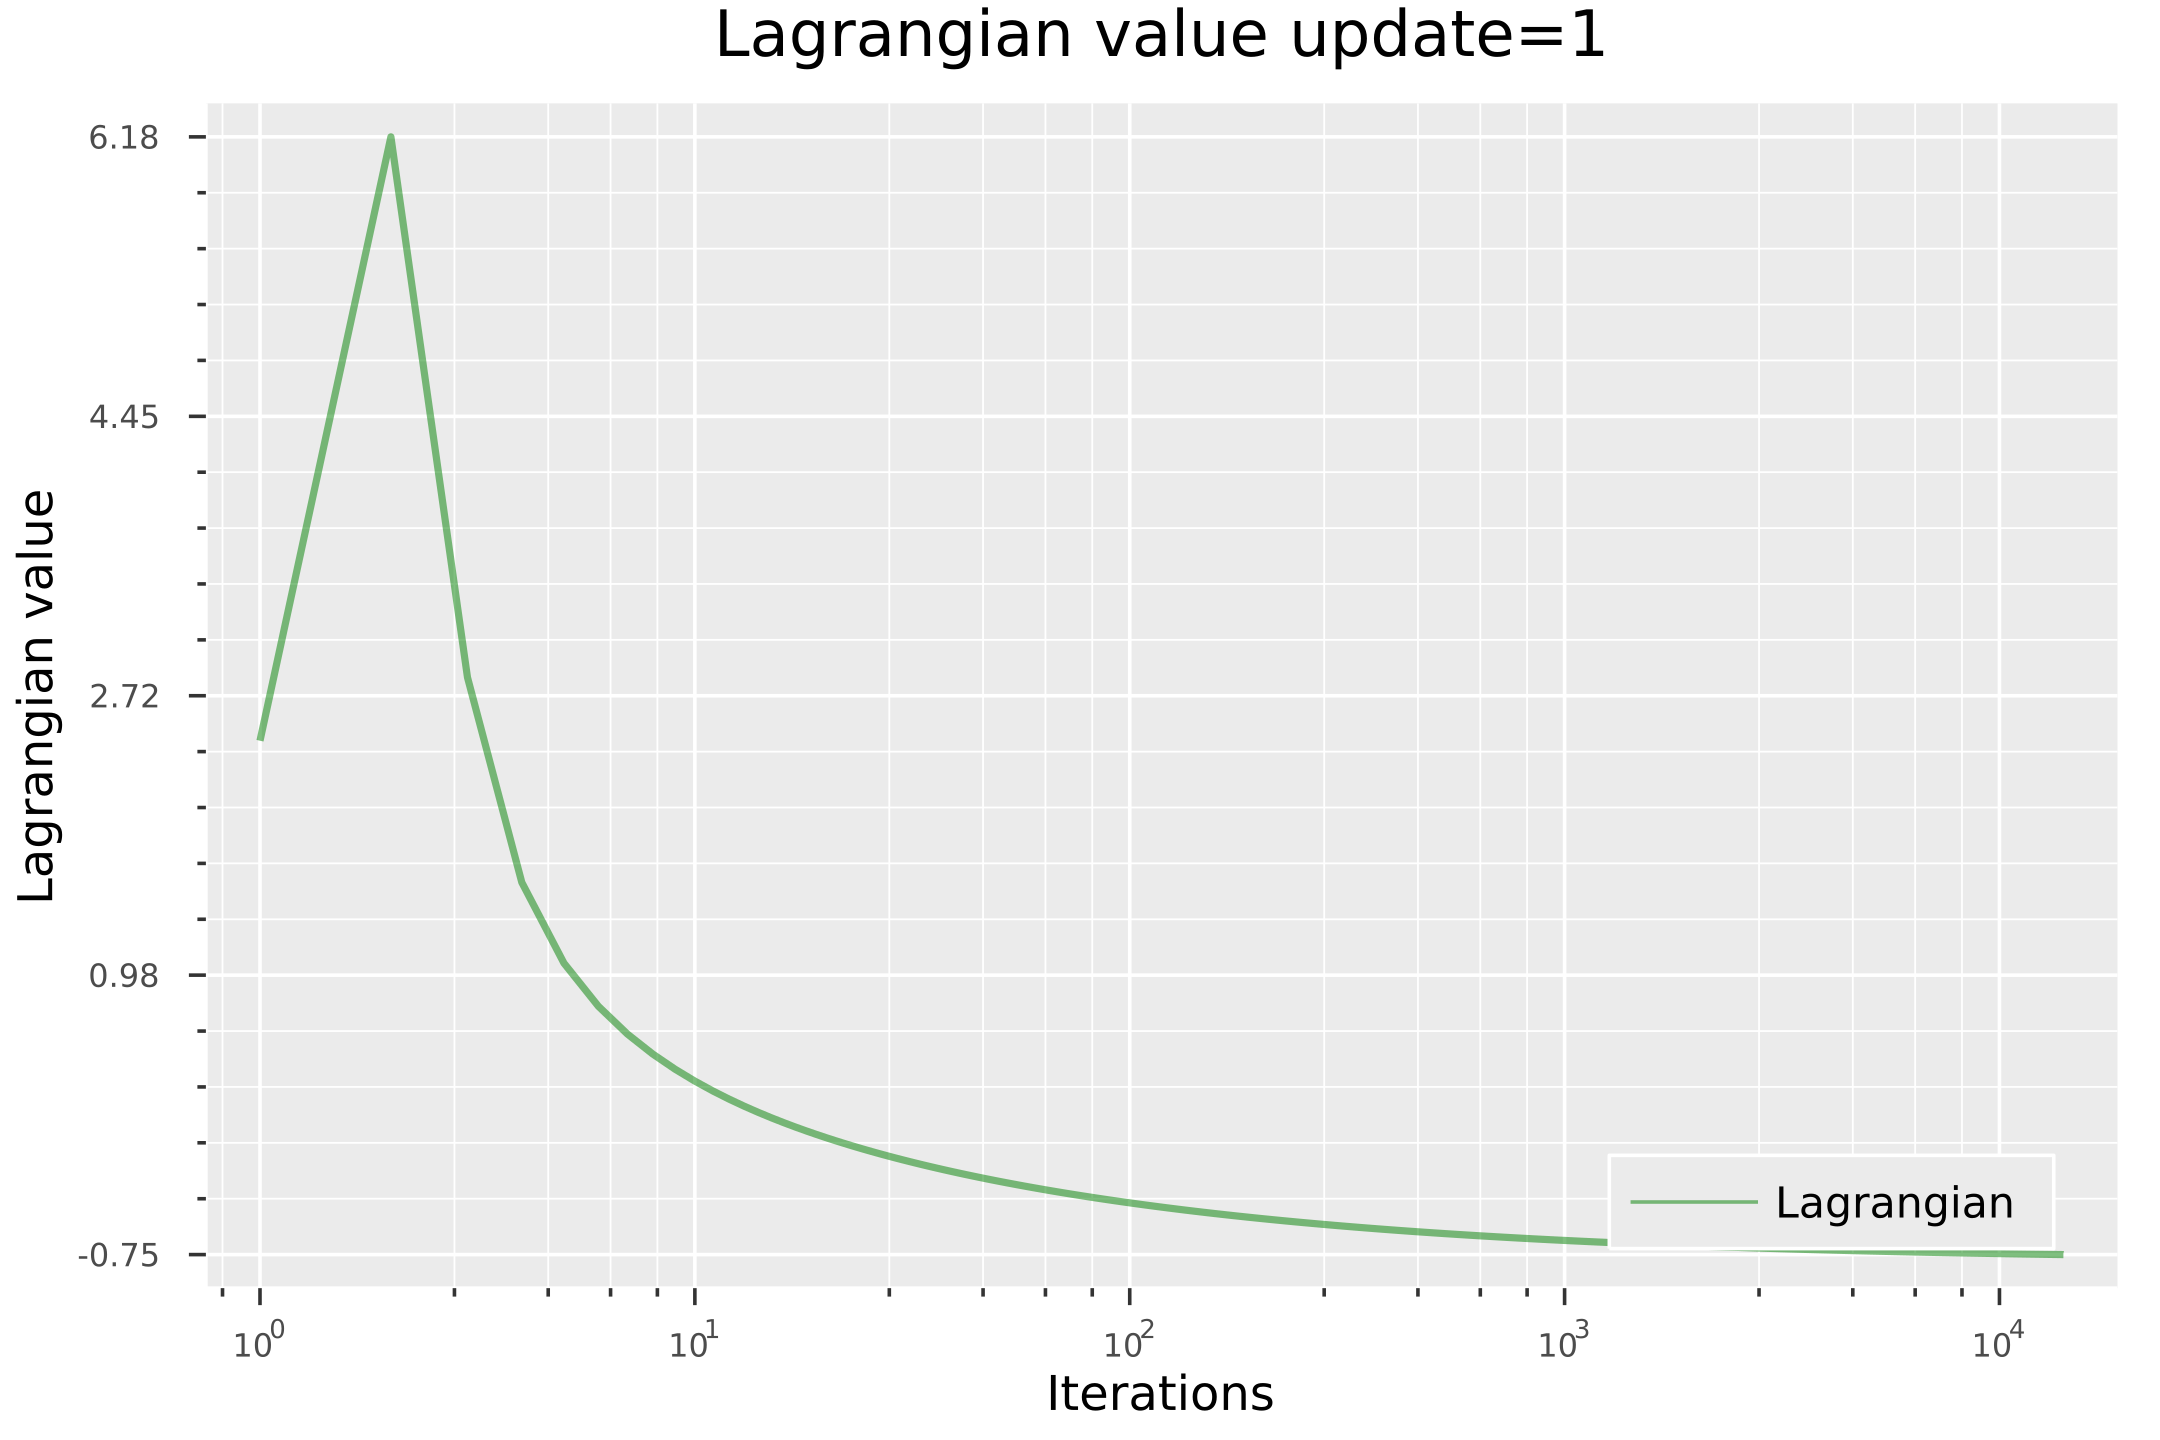 Lagrangian value update=1
6.18
4.45
2.72
0.98
-0.75
Lagrangian value
Lagrangian
10^0
10^1
10^2
10^3
10^4
Iterations